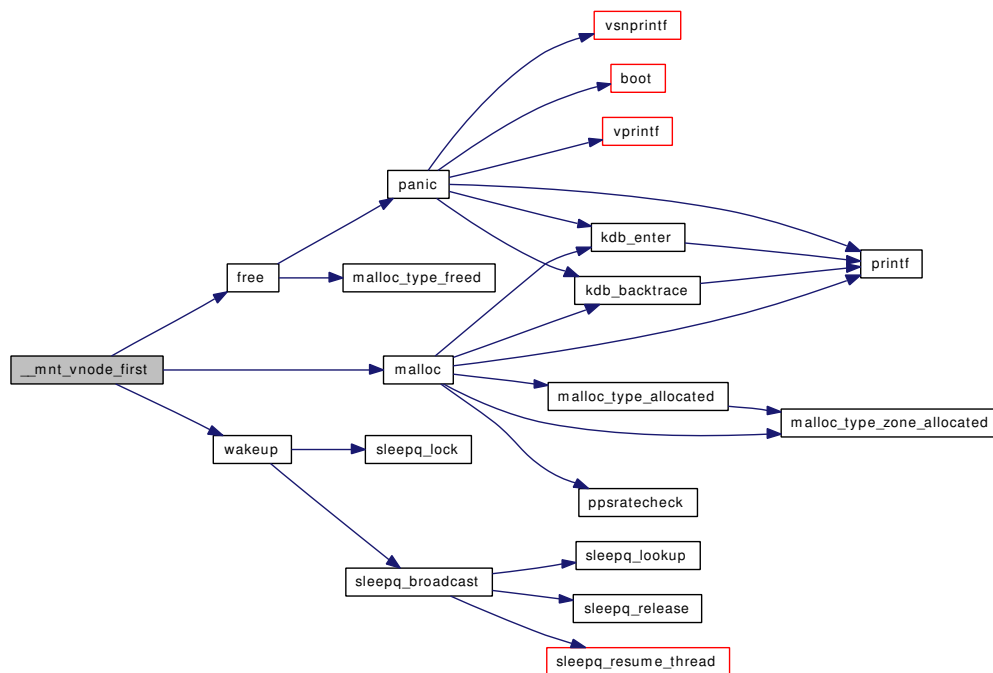 vsnprintf
boot
vprintf
panic
kdb_enter
printf
free
malloc_type_freed
kdb_backtrace
__mnt_vnode_first
malloc
malloc_type_allocated
malloc_type_zone_allocated
wakeup
sleepq_lock
ppsratecheck
sleepq_lookup
sleepq_broadcast
sleepq_release
sleepq_resume_thread